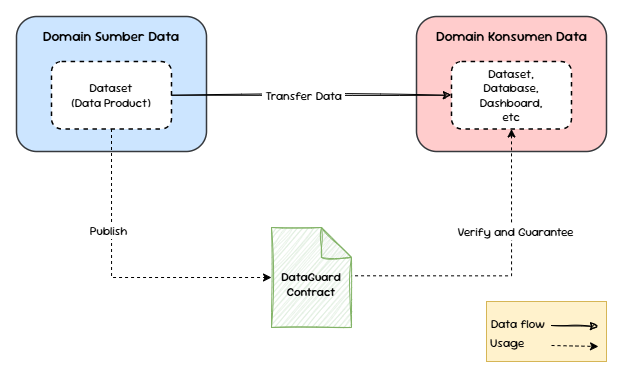 Domain Sumber Data
Dataset
(Data Product)
Transfer Data
Domain Konsumen Data
Dataset,
Database,
Dashboard,
etc
Publish
Verify and Guarantee
DataGuard
Contract
Data flow
Usage